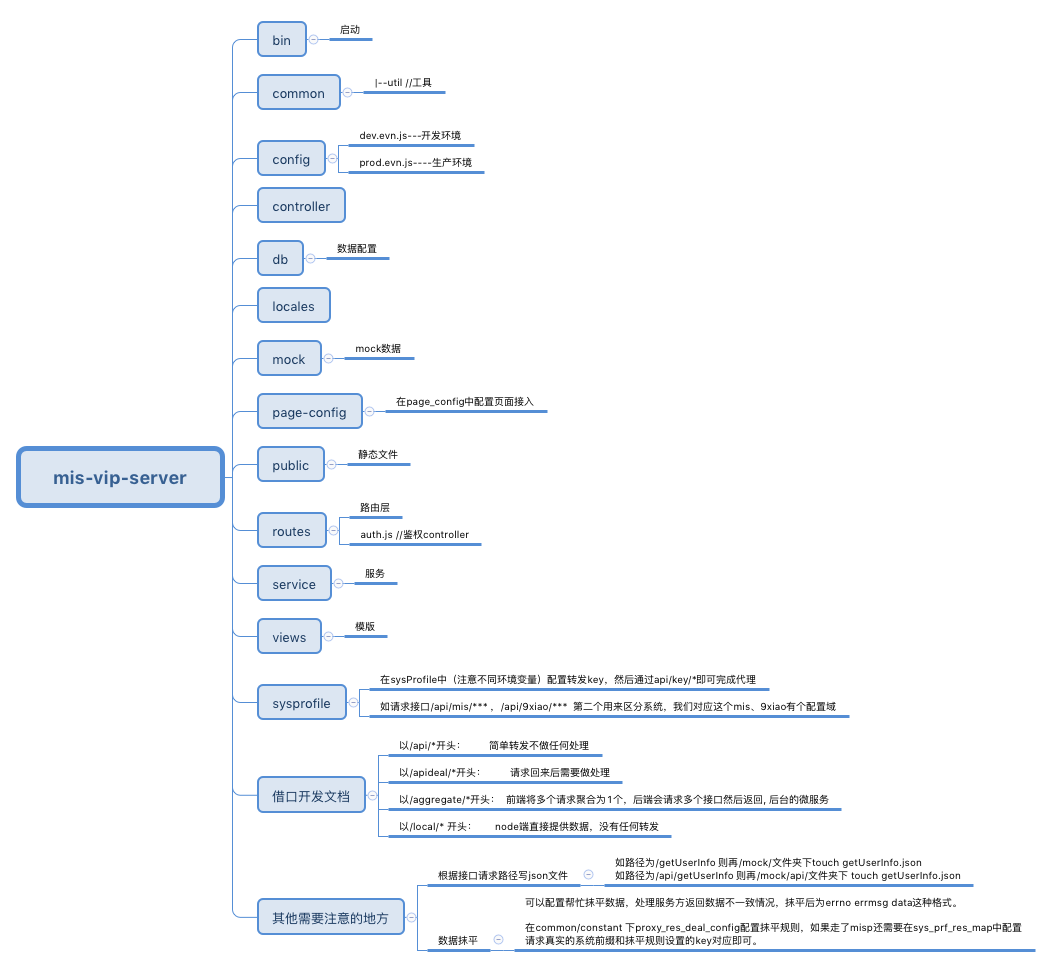 mis-vip-server
bin
启动
common
|--util //工具
config
dev.evn.js---开发环境
prod.evn.js----生产环境
controller
db
数据配置
locales
mock
mock数据
page-config
在page_config中配置页面接入
public
静态文件
routes
路由层
auth.js //鉴权controller
service
服务
views
模版
sysprofile
在sysProfile中（注意不同环境变量）配置转发key，然后通过api/key/*即可完成代理
如请求接口/api/mis/*** ，/api/9xiao/*** 第二个用来区分系统，我们对应这个mis、9xiao有个配置域
借口开发文档
以/api/*开头： 简单转发不做任何处理
以/apideal/*开头： 请求回来后需要做处理
以/aggregate/*开头： 前端将多个请求聚合为1个，后端会请求多个接口然后返回, 后台的微服务
以/local/* 开头： node端直接提供数据，没有任何转发
其他需要注意的地方
根据接口请求路径写json文件
如路径为/getUserInfo 则再/mock/文件夹下touch getUserInfo.json
如路径为/api/getUserInfo 则再/mock/api/文件夹下 touch getUserInfo.json
数据抹平
可以配置帮忙抹平数据，处理服务方返回数据不一致情况，抹平后为errno errmsg data这种格式。
在common/constant 下proxy_res_deal_config配置抹平规则，如果走了misp还需要在sys_prf_res_map中配置
请求真实的系统前缀和抹平规则设置的key对应即可。